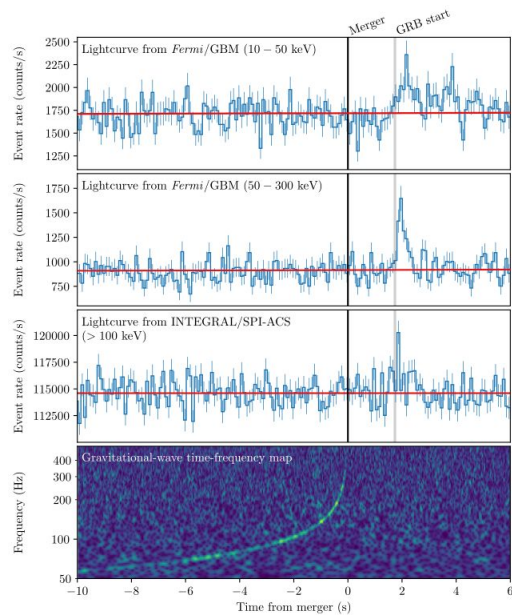 Merger
GRB start
Lightcurve from Fermi/GBM (10 − 50 keV)
Event rate (counts/s)
2500
2250
2000
1750
1500
1250
Lightcurve from Fermi/GBM (50 − 300 keV)
Event rate (counts/s)
1750
1500
1250
1000
750
Lightcurve from INTEGRAL/SPI-ACS
(> 100 keV)
Event rate (counts/s)
120000
117500
115000
112500
Gravitational-wave time-frequency map
Frequency (Hz)
400
300
200
100
50
−10 −8 −6 −4 −2 0 2 4 6
Time from merger (s)